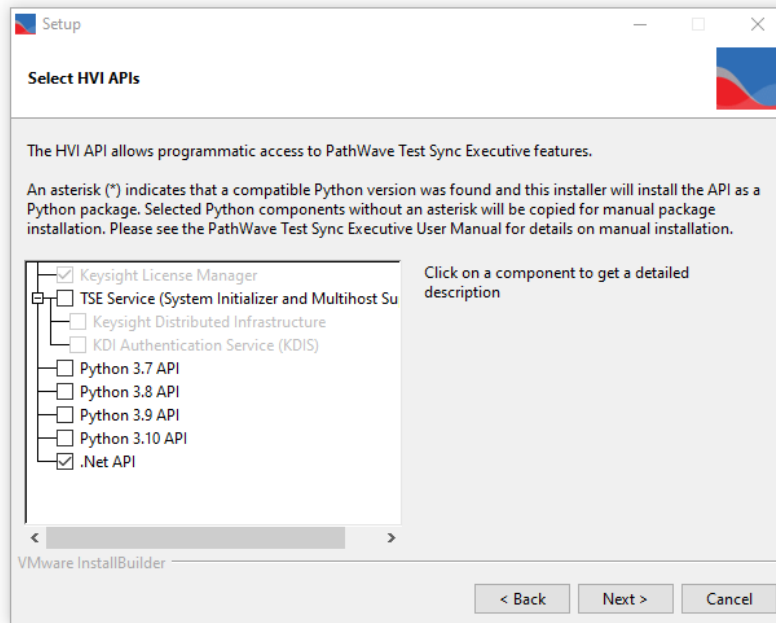 Setup
Select HVI APIs
The HVI API allows programmatic access to PathWave Test Sync Executive features.
An asterisk (*) indicates that a compatible Python version was found and this installer will install the API as a
Python package. Selected Python components without an asterisk will be copied for manual package
installation. Please see the PathWave Test Sync Executive User Manual for details on manual installation.
Keysight License Manager
TSE Service (System Initializer and Multihost Su
Keysight Distributed Infrastructure
KDI Authentication Service (KDIS)
Python 3.7 API
Python 3.8 API
Python 3.9 API
Python 3.10 API
.Net API
Click on a component to get a detailed
description
VMware InstallBuilder
< Back
Next >
Cancel